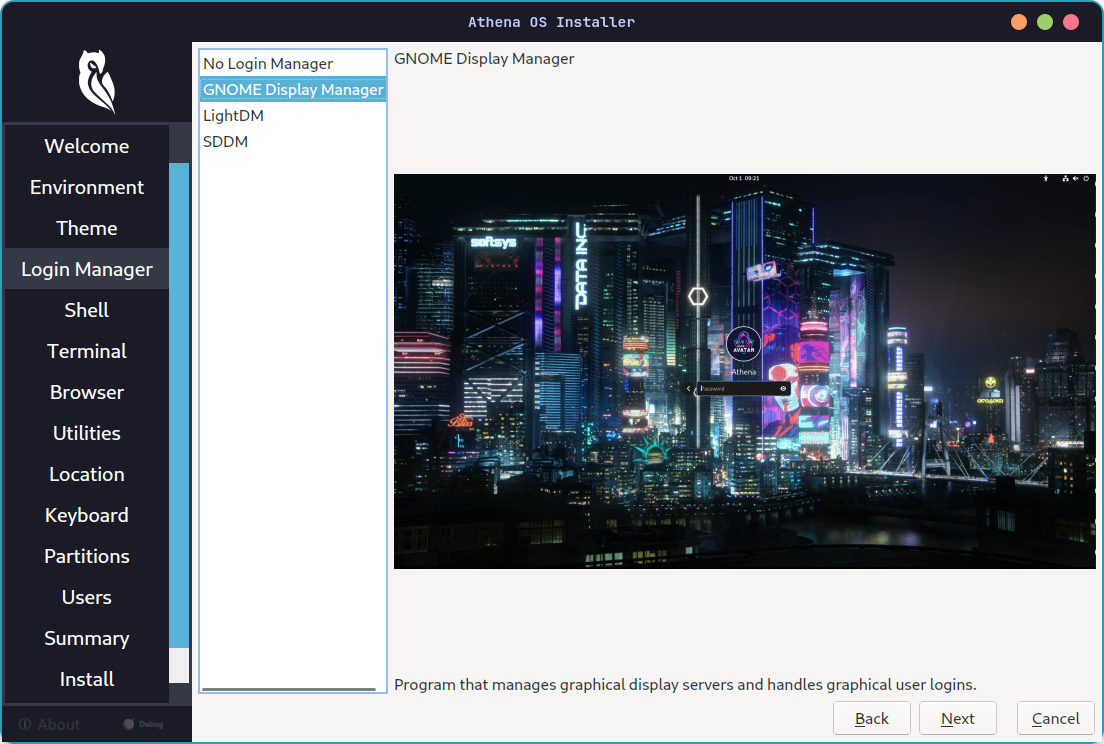 Athena OS Installer
Welcome
Environment
Theme
Login Manager
Shell
Terminal
Browser
Utilities
Location
Keyboard
Partitions
Users
Summary
Install
About
Debug
No Login Manager
GNOME Display Manager
LightDM
SDDM
GNOME Display Manager
Oct 1 09:21
softsys
DATA INC.
AVATAR
Athena
Password
Bliss
Program that manages graphical display servers and handles graphical user logins.
Back
Next
Cancel